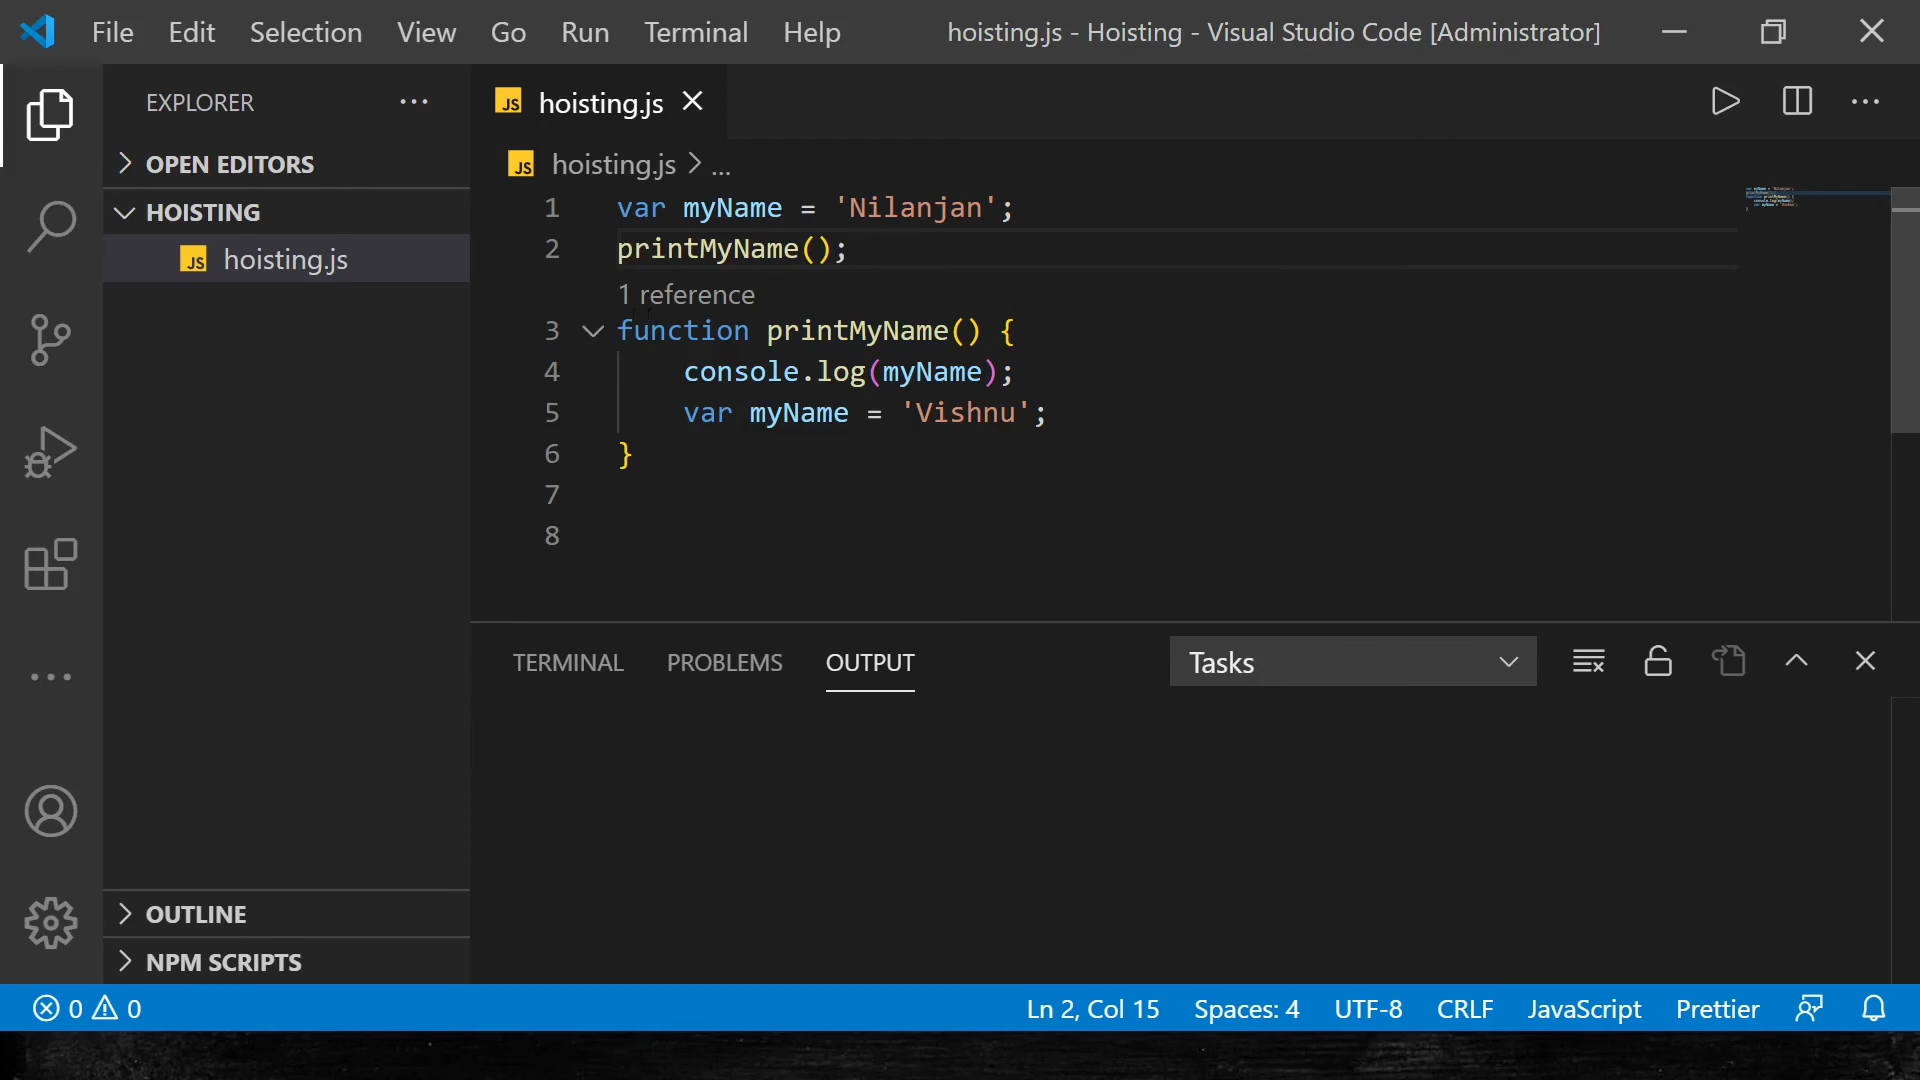 File Edit Selection View Go Run Terminal Help hoisting.js - Hoisting - Visual Studio Code [Administrator]
EXPLORER ···
OPEN EDITORS
HOISTING
JS hoisting.js
JS hoisting.js
JS hoisting.js > ...
1 var myName = 'Nilanjan';
2 printMyName();
1 reference
3 function printMyName() {
4 console.log(myName);
5 var myName = 'Vishnu';
6 }
7
8
TERMINAL PROBLEMS OUTPUT Tasks
OUTLINE
NPM SCRIPTS
0 0 Ln 2, Col 15 Spaces: 4 UTF-8 CRLF JavaScript Prettier